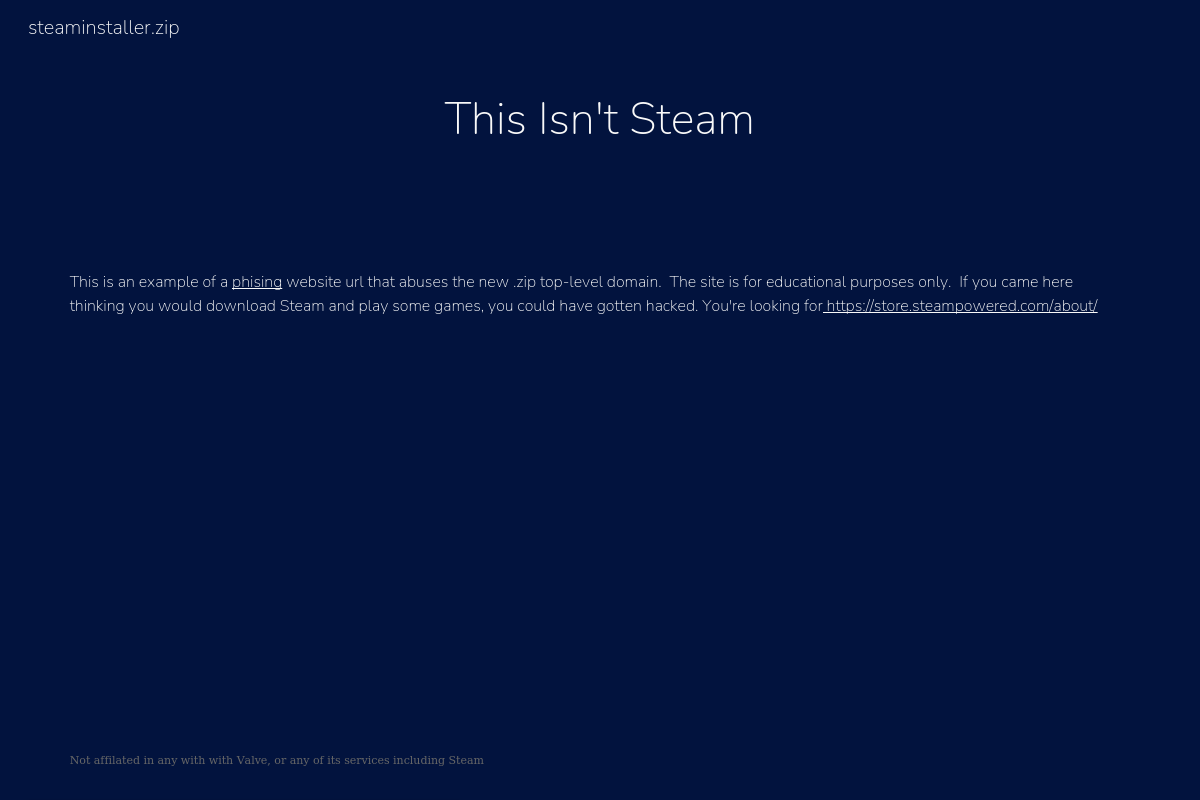 steaminstaller.zip
This Isn't Steam
This is an example of a phising website url that abuses the new .zip top-level domain.  The site is for educational purposes only.  If you came here
thinking you would download Steam and play some games, you could have gotten hacked. You're looking for https://store.steampowered.com/about/
Not affilated in any with with Valve, or any of its services including Steam